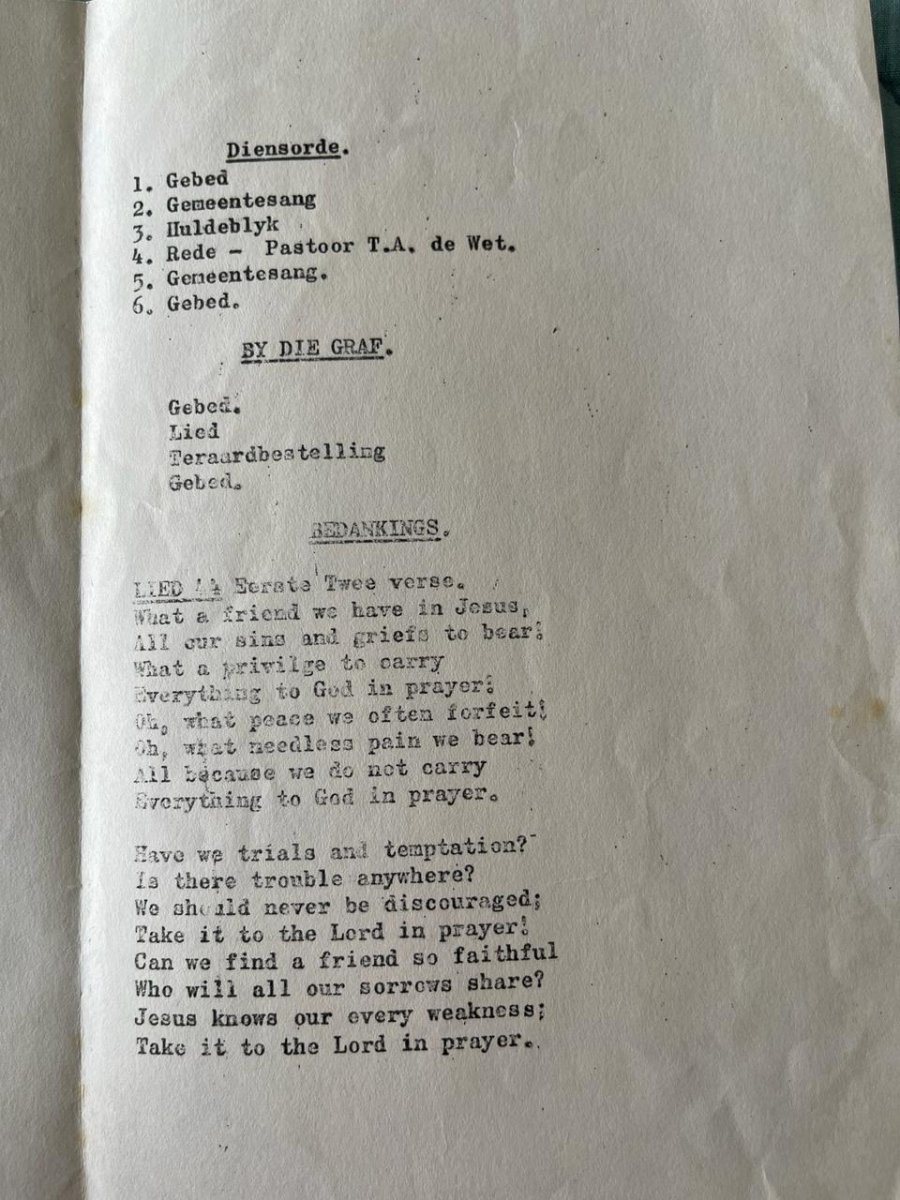 Diensorde.
1. Gebed
2. Gemeentesang
3. Huldeblyk
4. Rede - Pastoor T.A. de Wet.
5. Gemeentesang.
6. Gebed.
BY DIE GRAF.
Gebed.
Lied
Teraardbestelling
Gebed.
BEDANKINGS.
LIED 44 Eerste Twee verse.
What a friend we have in Jesus,
All our sins and griefs to bear!
What a privilge to carry
Everything to God in prayer!
Oh, what peace we often forfeit!
Oh, what needless pain we bear!
All because we do not carry
Everything to God in prayer.
Have we trials and temptation?
Is there trouble anywhere?
We should never be discouraged;
Take it to the Lord in prayer!
Can we find a friend so faithful
Who will all our sorrows share?
Jesus knows our every weakness;
Take it to the Lord in prayer.